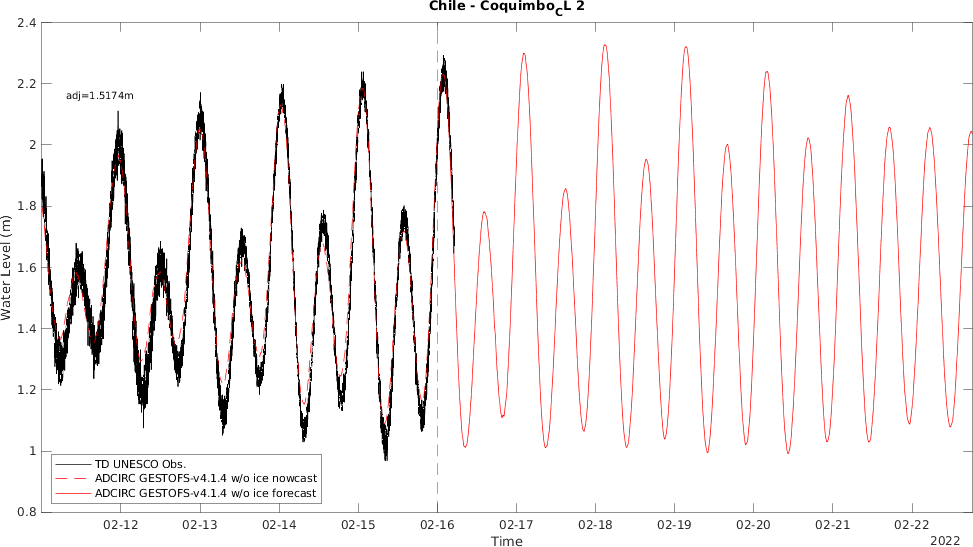 Chile - Coquimbo_CL 2
2.4
2.2
2
1.8
1.6
1.4
1.2
1
0.8
Water Level (m)
adj=1.5174m
TD UNESCO Obs.
ADCIRC GESTOFS-v4.1.4 w/o ice nowcast
ADCIRC GESTOFS-v4.1.4 w/o ice forecast
02-12 02-13 02-14 02-15 02-16 02-17 02-18 02-19 02-20 02-21 02-22
Time
2022